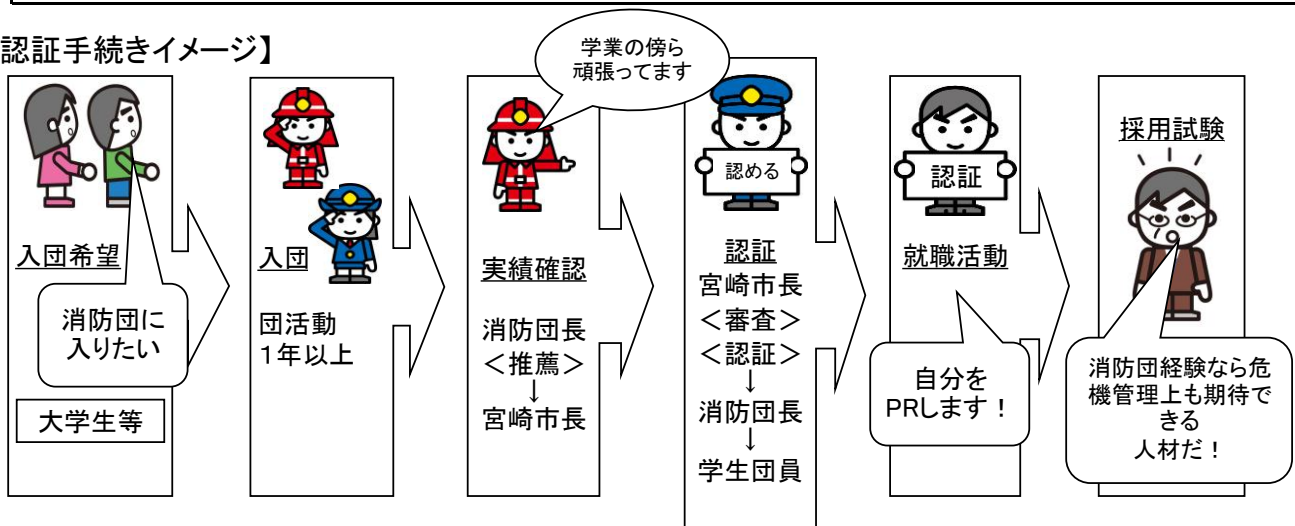 認証手続きイメージ】
入団希望
消防団に
入りたい
大学生等
入団
団活動
１年以上
学業の傍ら
頑張ってます
実績確認
消防団長
＜推薦＞
↓
宮崎市長
認める
認証
宮崎市長
＜審査＞
＜認証＞
↓
消防団長
↓
学生団員
認証
就職活動
自分を
PRします！
採用試験
消防団経験なら危
機管理上も期待で
きる
人材だ！